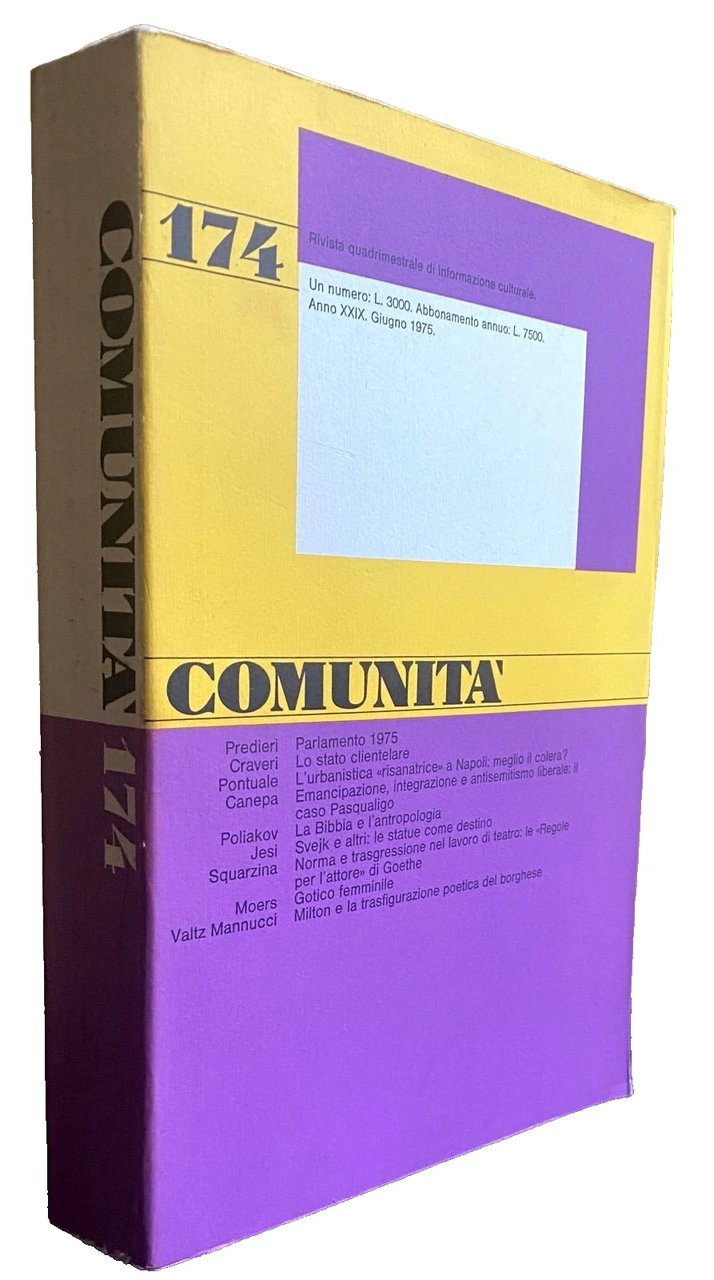 COMUNITÀ 174
174
Rivista quadrimestrale di informazione culturale.
Un numero: L. 3000. Abbonamento annuo: L. 7500.
Anno XXIX. Giugno 1975.
COMUNITÀ
Predieri Parlamento 1975
Craveri Lo stato clientelare
Pontuale L'urbanistica «risanatrice» a Napoli: meglio il colera?
Canepa Emancipazione, integrazione e antisemitismo liberale: il
caso Pasqualigo
Poliakov La Bibbia e l'antropologia
Jesi Svejk e altri: le statue come destino
Squarzina Norma e trasgressione nel lavoro di teatro: le «Regole
per l'attore» di Goethe
Moers Gotico femminile
Valtz Mannucci Milton e la trasfigurazione poetica del borghese